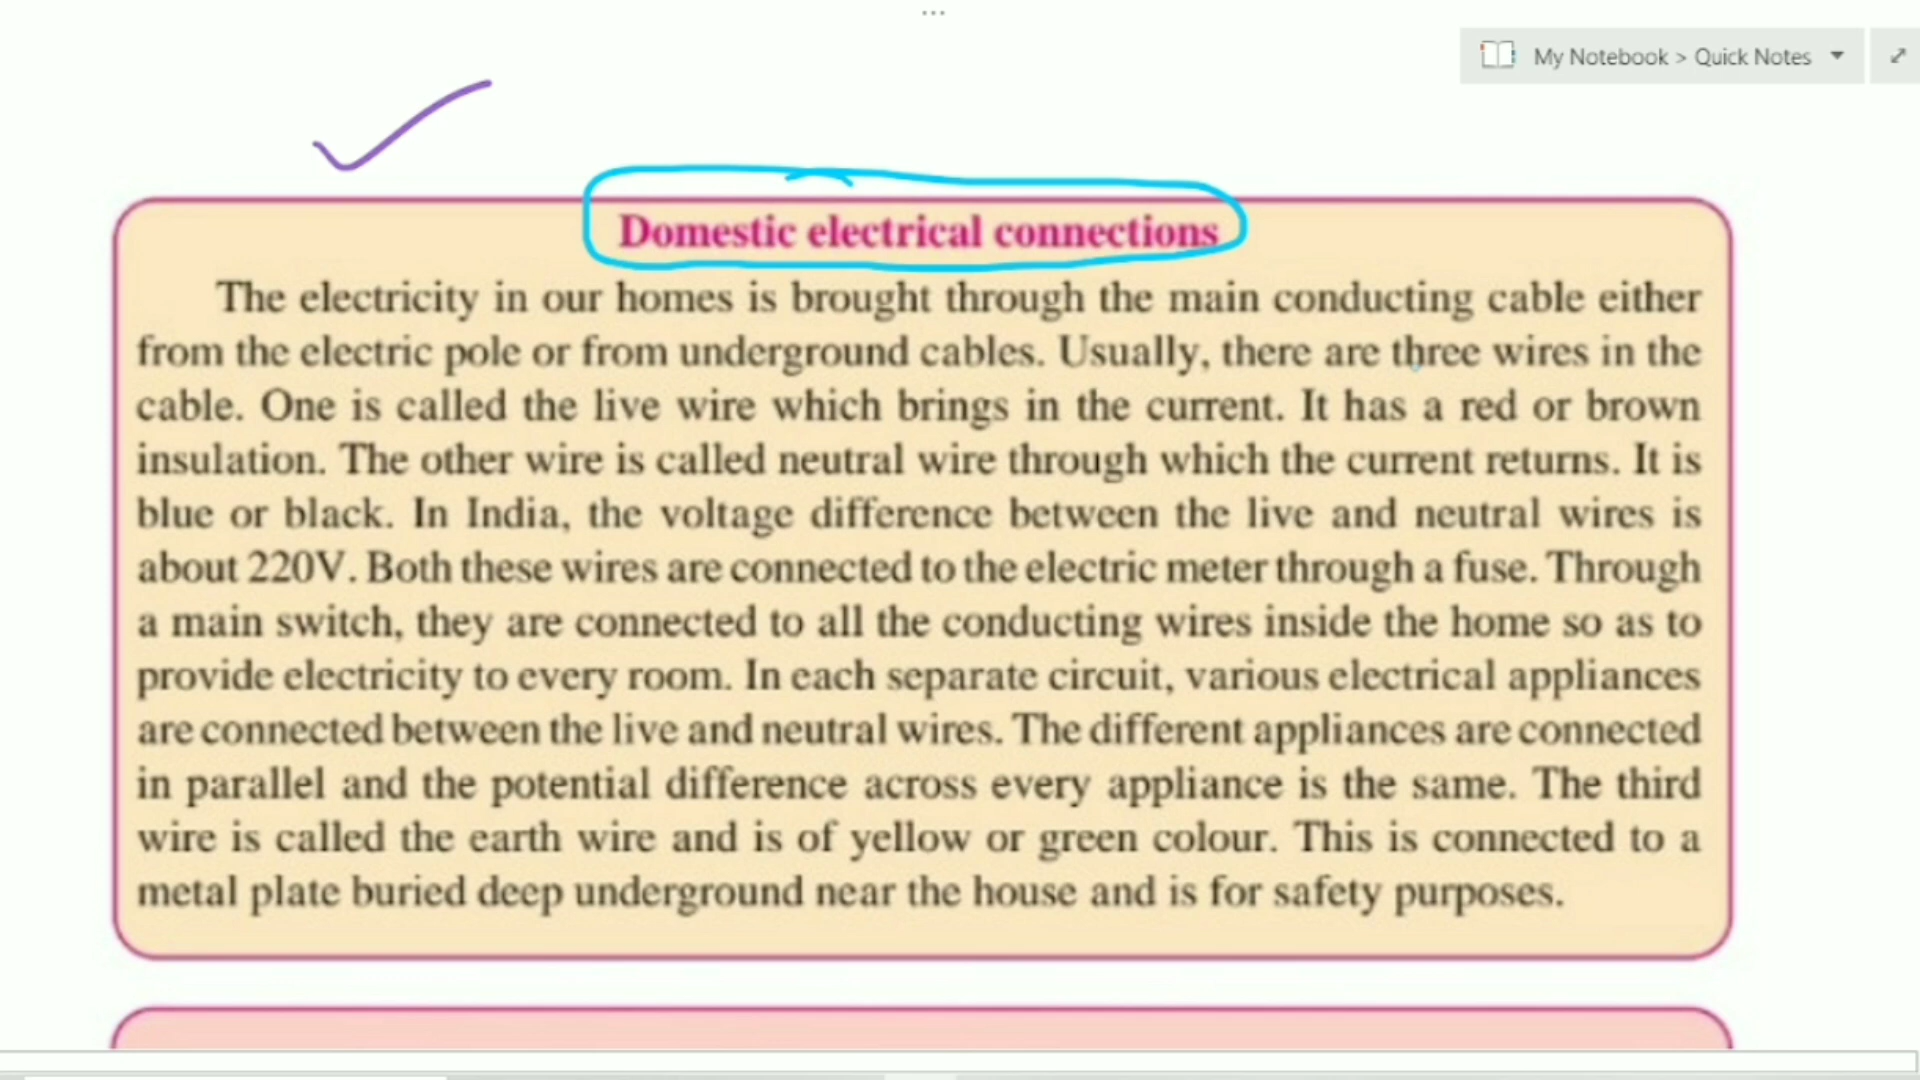 ...
My Notebook > Quick Notes
Domestic electrical connections
The electricity in our homes is brought through the main conducting cable either
from the electric pole or from underground cables. Usually, there are three wires in the
cable. One is called the live wire which brings in the current. It has a red or brown
insulation. The other wire is called neutral wire through which the current returns. It is
blue or black. In India, the voltage difference between the live and neutral wires is
about 220V. Both these wires are connected to the electric meter through a fuse. Through
a main switch, they are connected to all the conducting wires inside the home so as to
provide electricity to every room. In each separate circuit, various electrical appliances
are connected between the live and neutral wires. The different appliances are connected
in parallel and the potential difference across every appliance is the same. The third
wire is called the earth wire and is of yellow or green colour. This is connected to a
metal plate buried deep underground near the house and is for safety purposes.